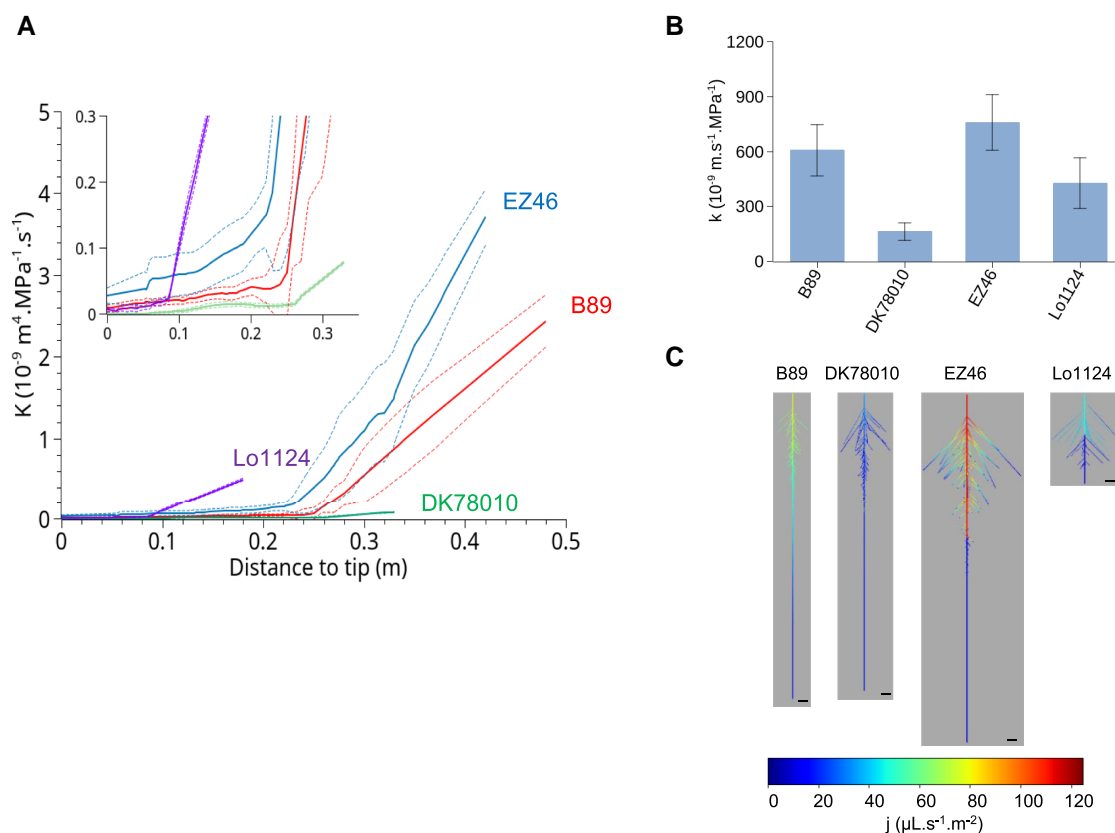 A
5
4
3
2
1
0
K (10⁻⁹ m⁴.MPa⁻¹.s⁻¹)
0.3
0.2
0.1
0
0
0.1
0.2
0.3
EZ46
B89
Lo1124
DK78010
0
0.1
0.2
0.3
0.4
0.5
Distance to tip (m)
B
1200
900
600
300
0
k (10⁻⁹ m.s⁻¹.MPa⁻¹)
B89
DK78010
EZ46
Lo1124
C
B89 DK78010 EZ46 Lo1124
0 20 40 60 80 100 120
j (µL.s⁻¹.m⁻²)